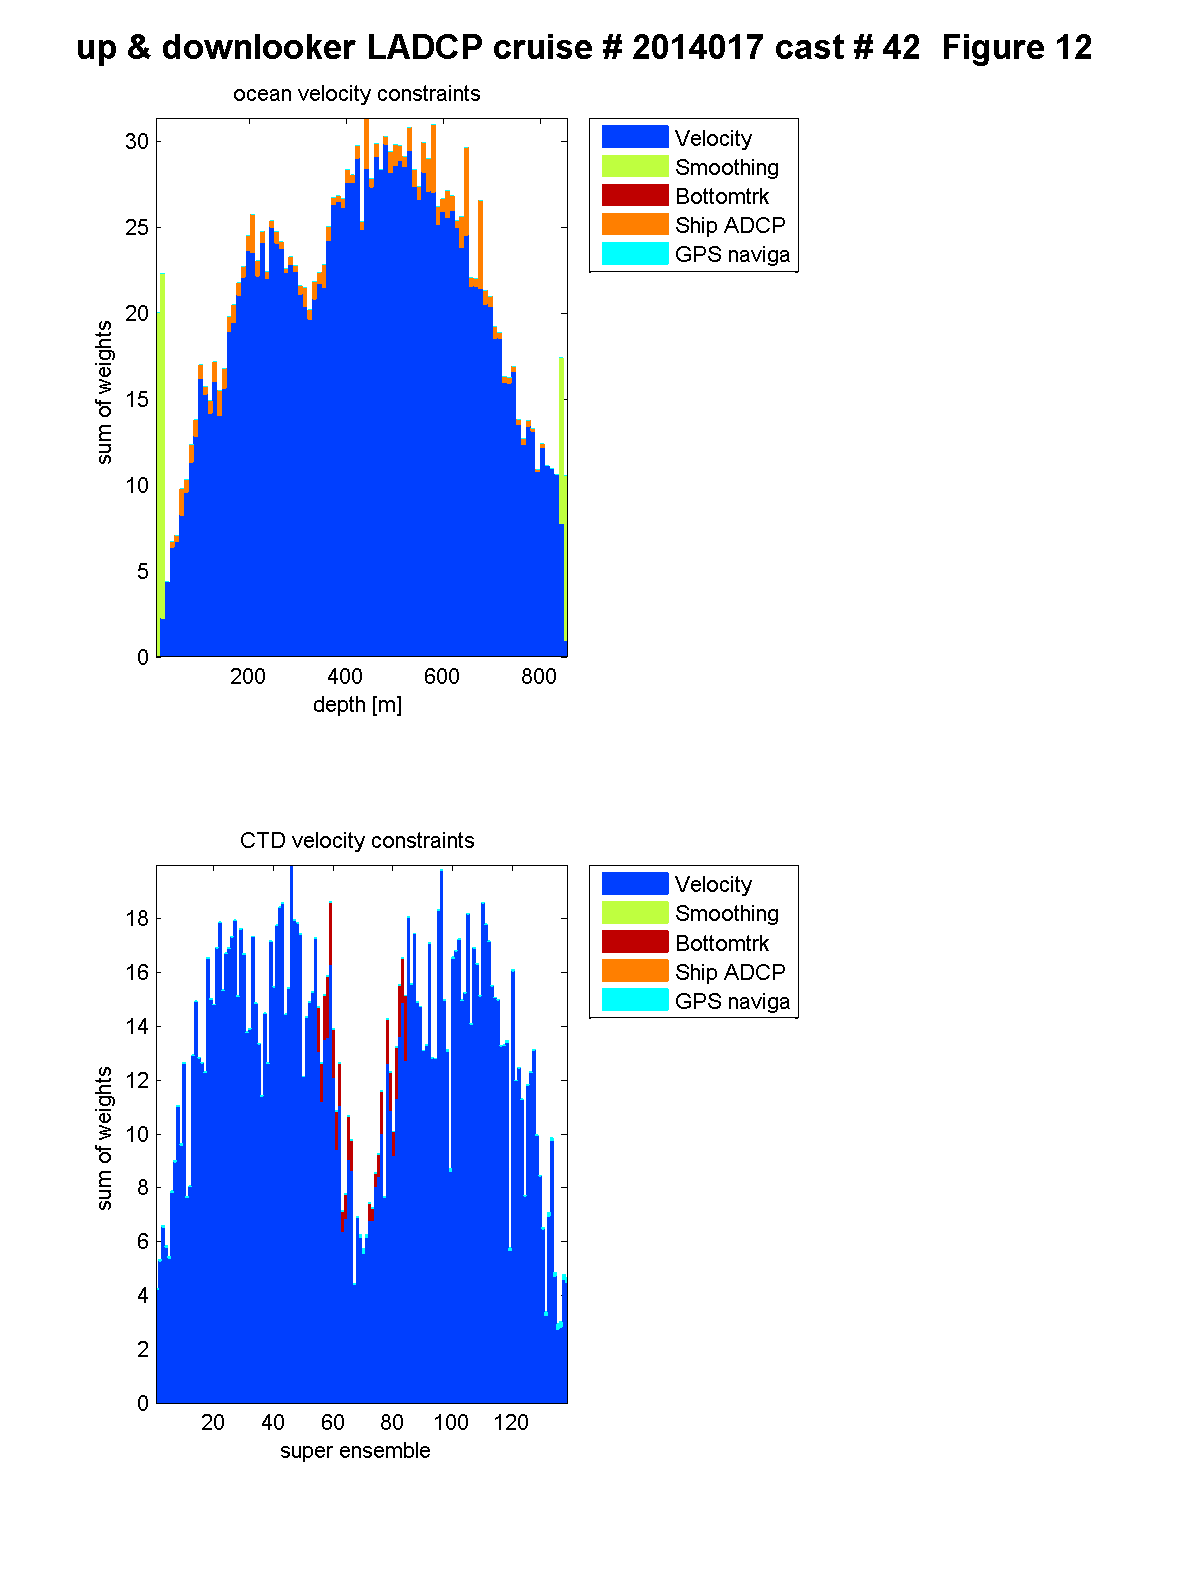 up & downlooker LADCP cruise # 2014017 cast # 42  Figure 12
ocean velocity constraints
30
25
20
15
10
5
0
sum of weights
200 400 600 800
depth [m]
Velocity
Smoothing
Bottomtrk
Ship ADCP
GPS naviga
CTD velocity constraints
18
16
14
12
10
8
6
4
2
0
sum of weights
20 40 60 80 100 120
super ensemble
Velocity
Smoothing
Bottomtrk
Ship ADCP
GPS naviga